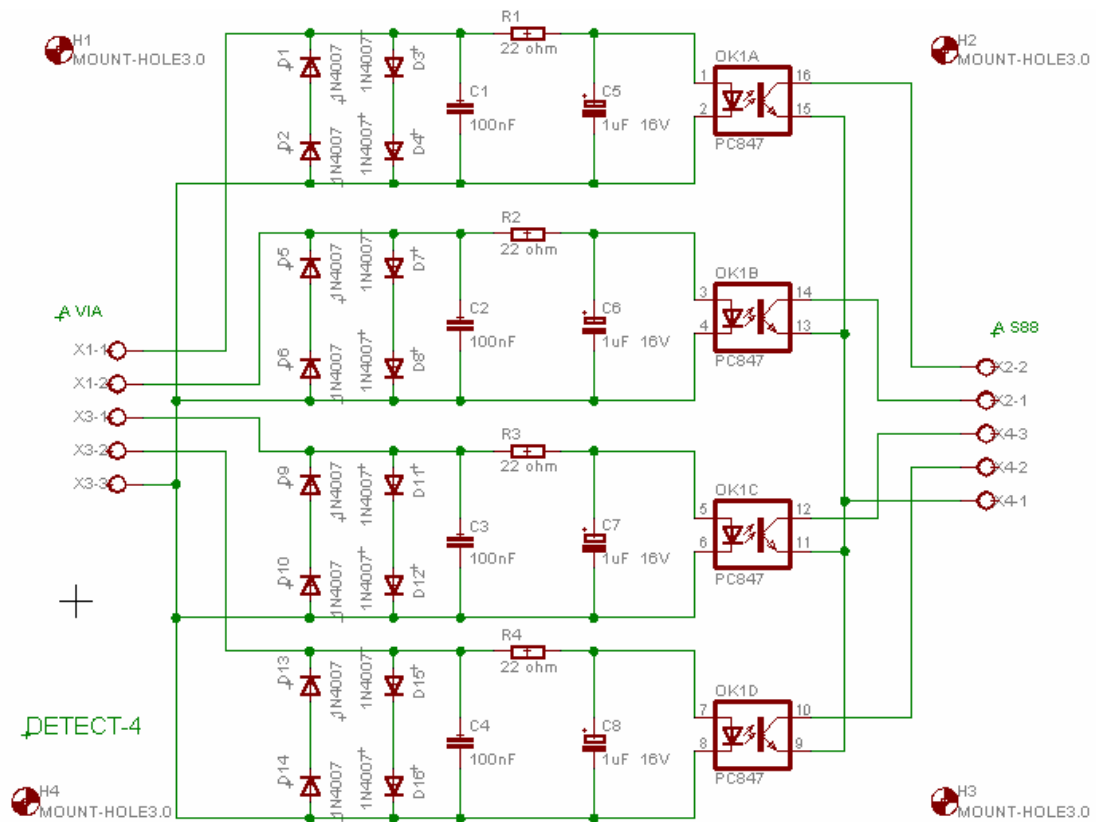 H1
MOUNT-HOLE3.0
H2
MOUNT-HOLE3.0
R1
22 ohm
D1
1N4007
1N4007
D3
D2
1N4007
1N4007
D4
C1
100nF
C5
1uF 16V
OK1A
1
2
16
15
PC847
R2
22 ohm
D5
1N4007
1N4007
D7
D6
1N4007
1N4007
D8
C2
100nF
C6
1uF 16V
OK1B
3
4
14
13
PC847
A VIA
X1-1
X1-2
X3-1
X3-2
X3-3
A S88
X2-2
X2-1
X4-3
X4-2
X4-1
R3
22 ohm
D9
1N4007
1N4007
D11
D10
1N4007
1N4007
D12
C3
100nF
C7
1uF 16V
OK1C
5
6
12
11
PC847
R4
22 ohm
D13
1N4007
1N4007
D15
D14
1N4007
1N4007
D16
C4
100nF
C8
1uF 16V
OK1D
7
8
10
9
PC847
DETECT-4
H4
MOUNT-HOLE3.0
H3
MOUNT-HOLE3.0